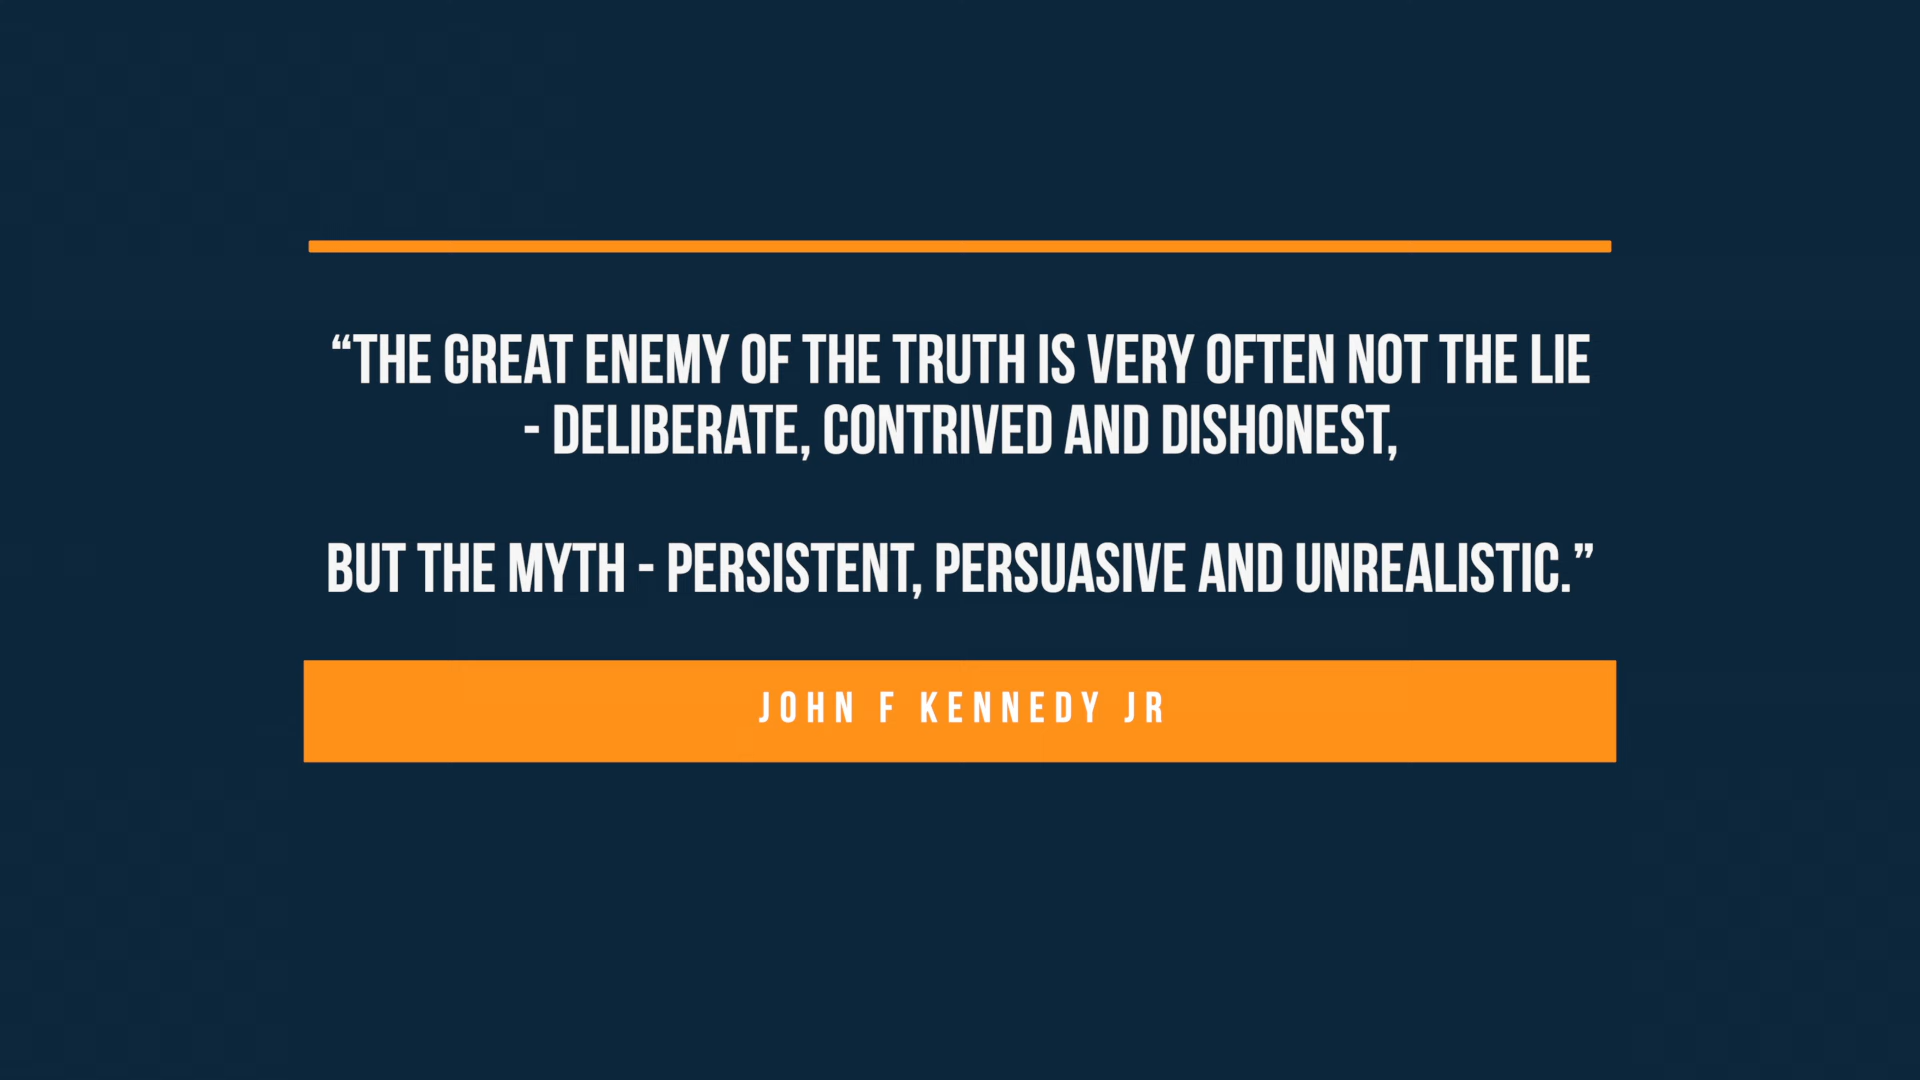 “THE GREAT ENEMY OF THE TRUTH IS VERY OFTEN NOT THE LIE
- DELIBERATE, CONTRIVED AND DISHONEST,
BUT THE MYTH - PERSISTENT, PERSUASIVE AND UNREALISTIC.”
JOHN F KENNEDY JR